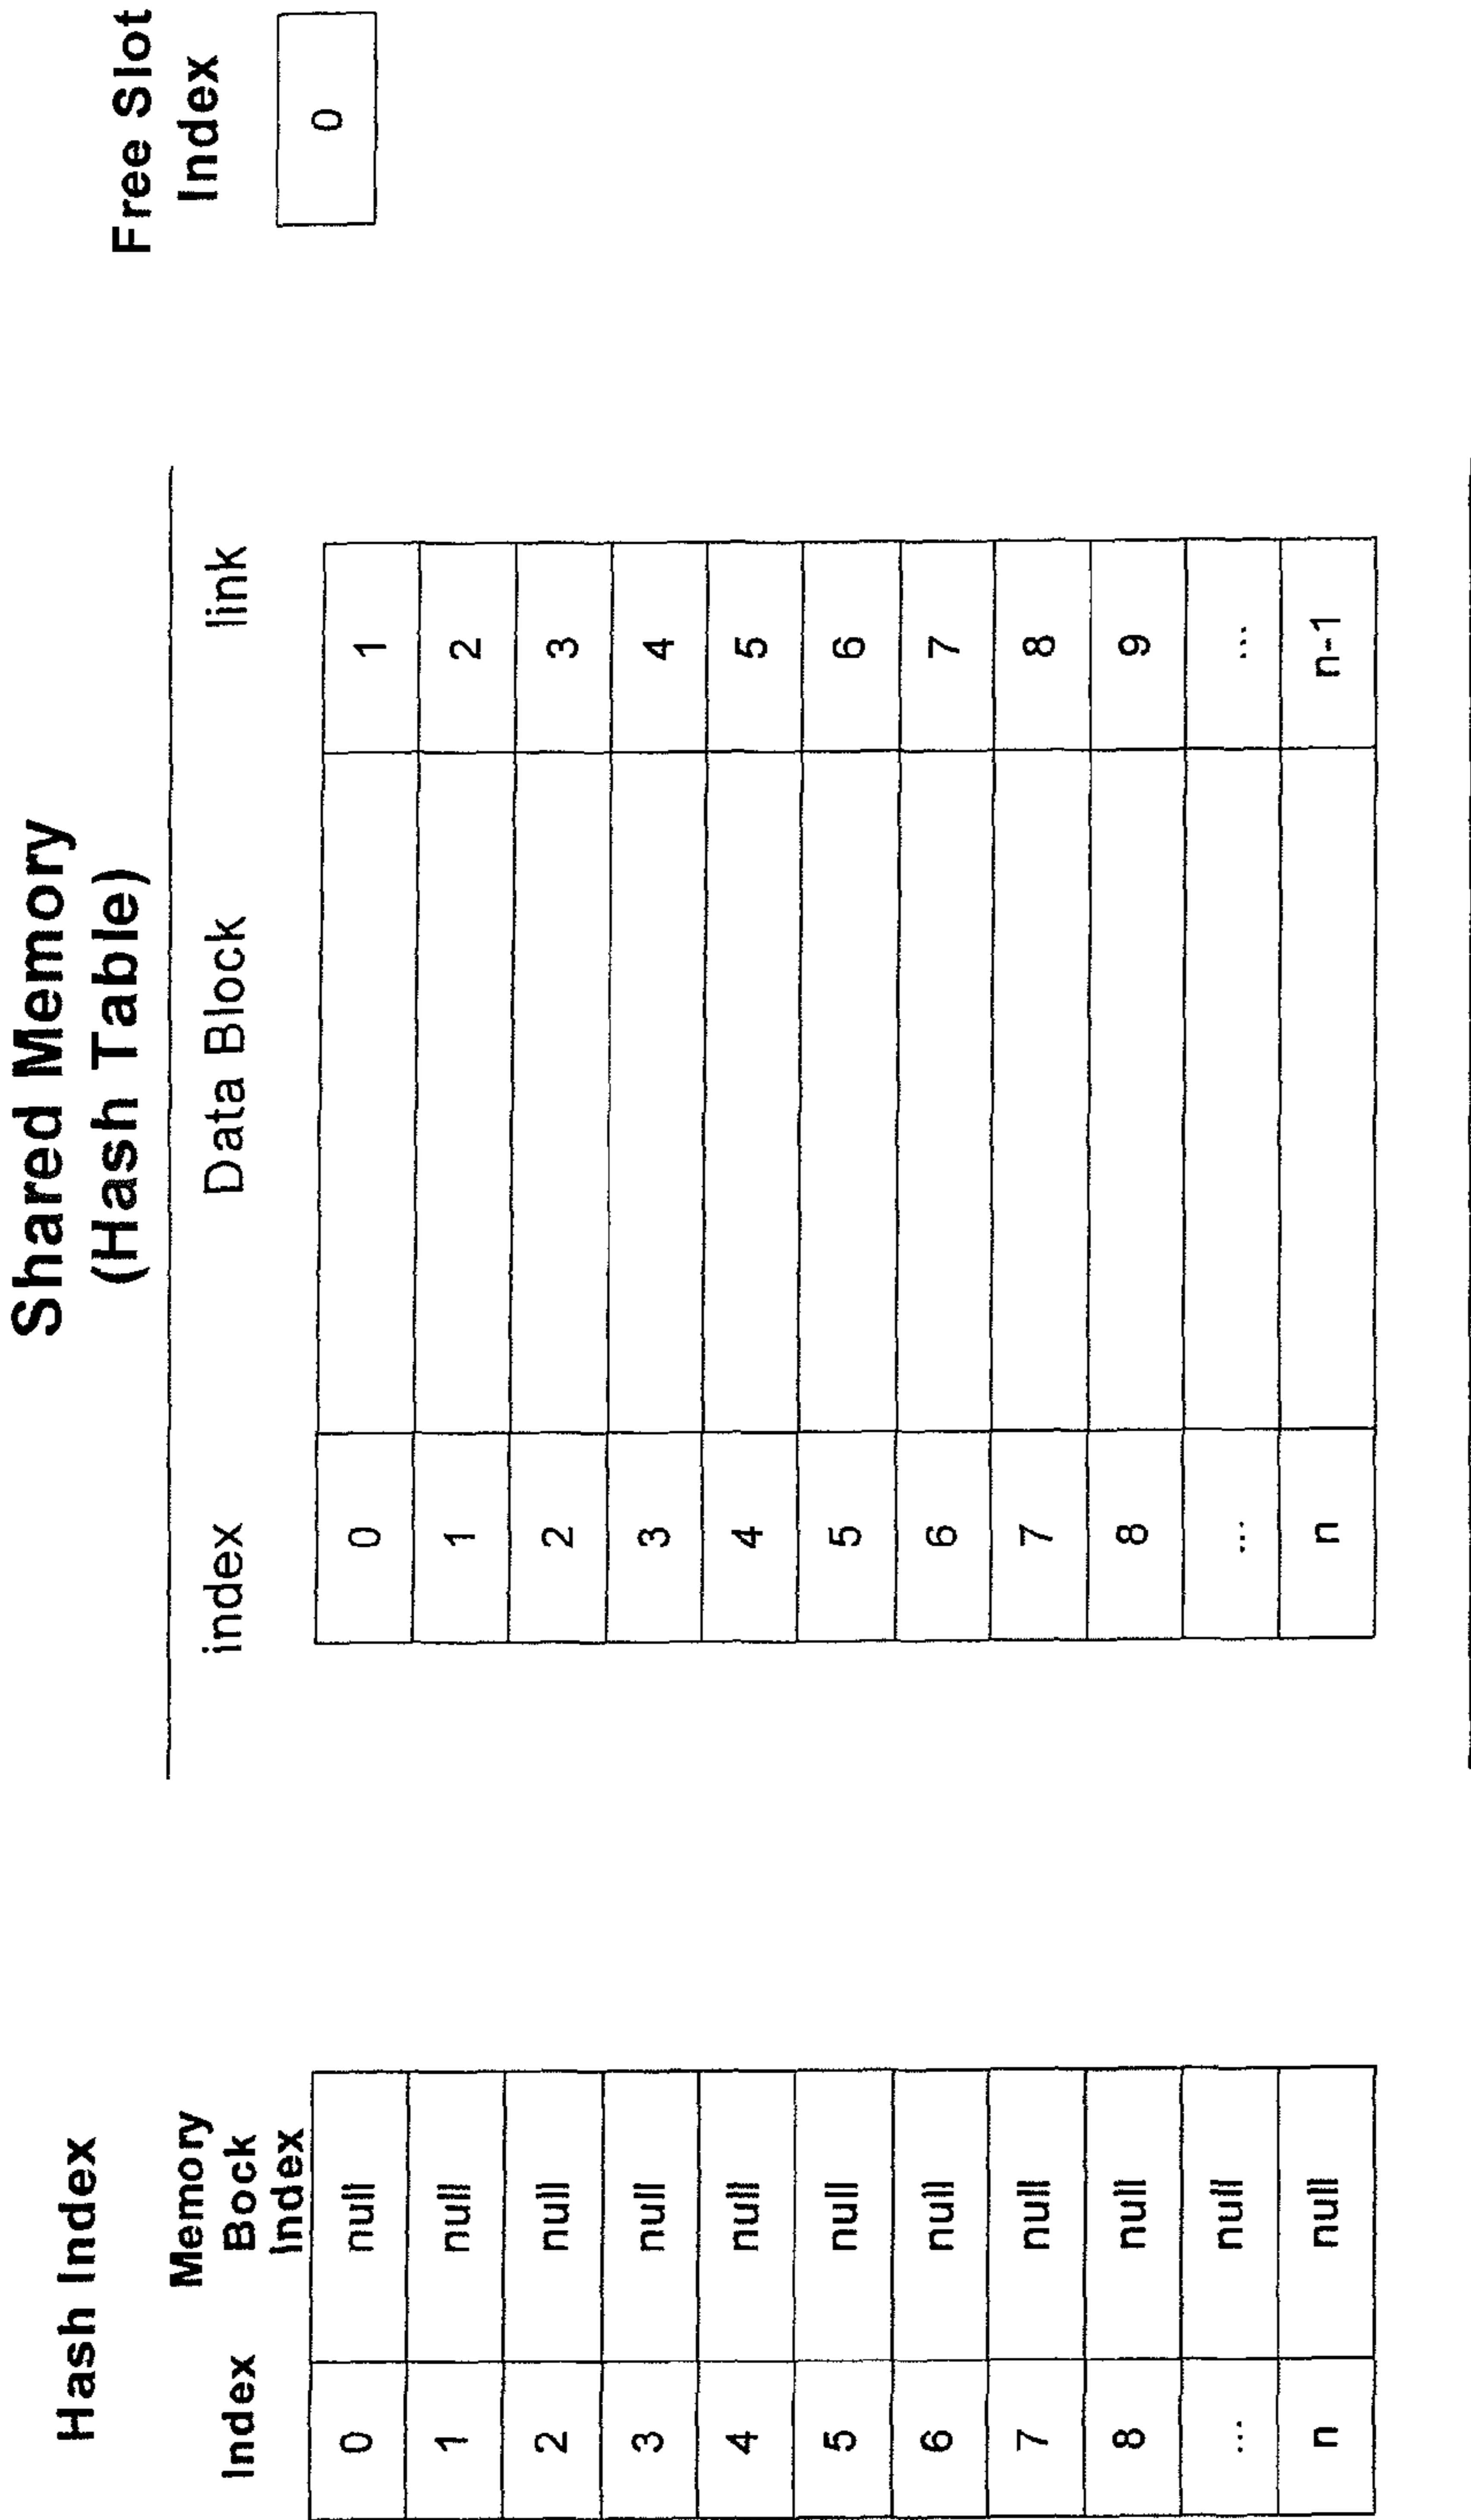 Hash Index
Index Memory
Bock
Index
0 null
1 null
2 null
3 null
4 null
5 null
6 null
7 null
8 null
... null
n null
Shared Memory
(Hash Table)
index Data Block link
0 1
1 2
2 3
3 4
4 5
5 6
6 7
7 8
8 9
... ...
n n-1
Free Slot
Index
0